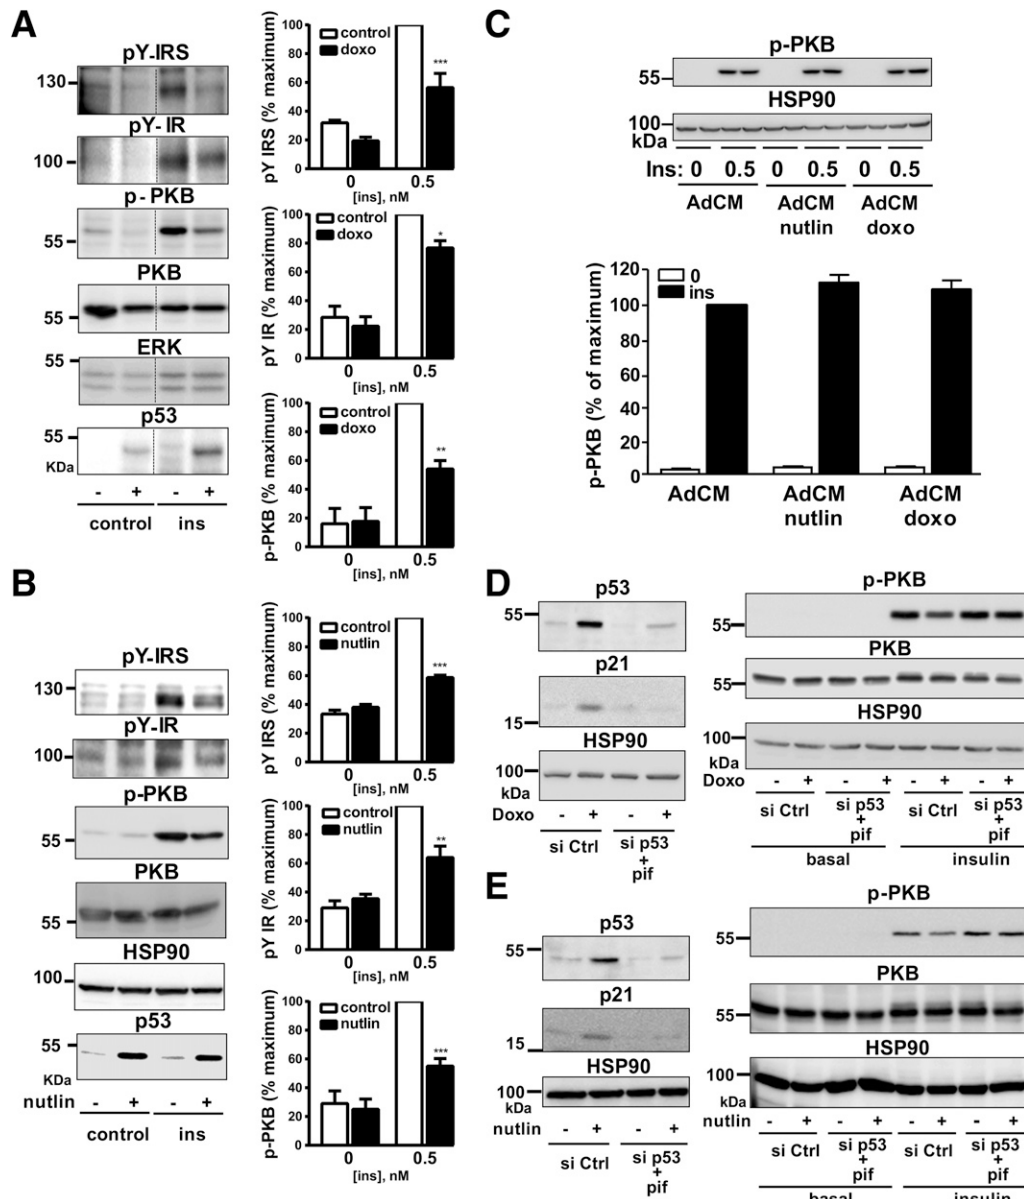 A
pY-IRS
130
pY- IR
100
p - PKB
55
PKB
55
ERK
55
p53
55
KDa
- + - +
control ins
100
80
60
40
20
0
pY IRS (% maximum)
control
doxo
***
0 0.5
[ins], nM
100
80
60
40
20
0
pY IR (% maximum)
control
doxo
*
0 0.5
[ins], nM
100
80
60
40
20
0
p-PKB (% maximum)
control
doxo
**
0 0.5
[ins], nM
B
pY-IRS
130
pY-IR
100
p-PKB
55
PKB
55
HSP90
100
p53
55
KDa
nutlin - + - +
control ins
100
80
60
40
20
0
pY IRS (% maximum)
control
nutlin
***
0 0.5
[ins], nM
100
80
60
40
20
0
pY IR (% maximum)
control
nutlin
**
0 0.5
[ins], nM
100
80
60
40
20
0
p-PKB (% maximum)
control
nutlin
***
0 0.5
[ins], nM
C
p-PKB
55
HSP90
100
kDa
Ins: 0 0.5 0 0.5 0 0.5
AdCM AdCM AdCM
nutlin doxo
120
100
80
60
40
20
0
p-PKB (% of maximum)
0
ins
AdCM AdCM AdCM
nutlin doxo
D
p53
55
p21
15
HSP90
100
kDa
Doxo - + - +
si Ctrl si p53
+
pif
p-PKB
55
PKB
55
HSP90
100
kDa
Doxo - + - + - + - +
si Ctrl si p53 si Ctrl si p53
+ +
pif pif
basal insulin
E
p53
55
p21
15
HSP90
100
kDa
nutlin - + - +
si Ctrl si p53
+
pif
p-PKB
55
PKB
55
HSP90
100
kDa
nutlin - + - + - + - +
si Ctrl si p53 si Ctrl si p53
+ +
pif pif
basal insulin